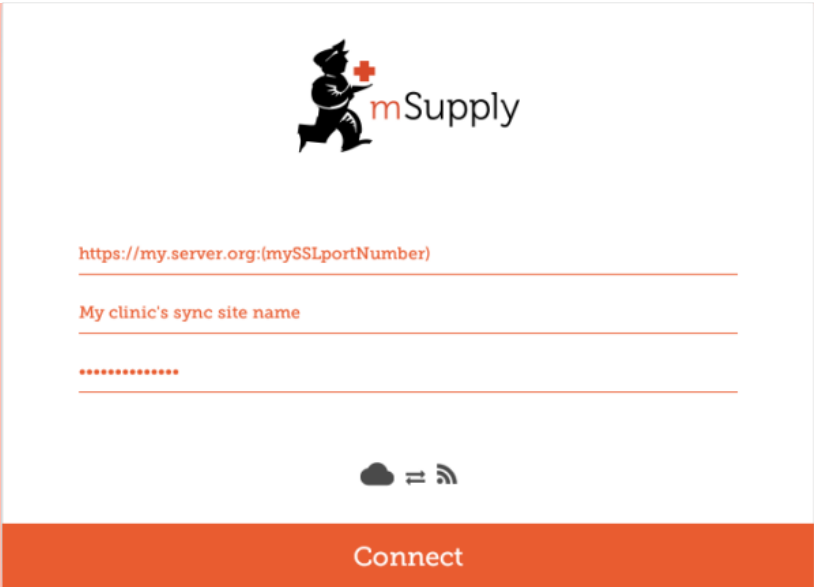 mSupply
https://my.server.org:(mySSLportNumber)
My clinic's sync site name
••••••••••••••
Connect